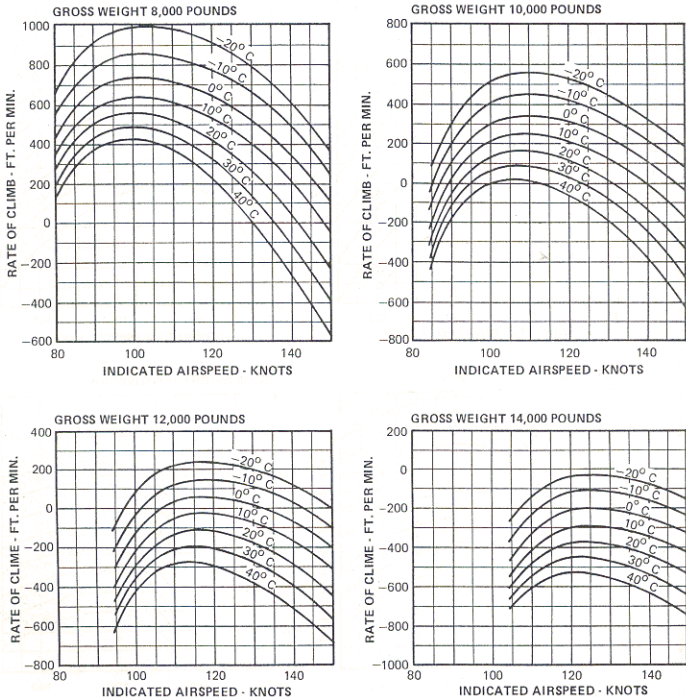 GROSS WEIGHT 8,000 POUNDS
RATE OF CLIMB - FT. PER MIN.
1000
800
600
400
200
0
−200
−400
−600
−20° C
−10° C
0° C
10° C
20° C
30° C
40° C
80 100 120 140
INDICATED AIRSPEED - KNOTS
GROSS WEIGHT 10,000 POUNDS
RATE OF CLIMB - FT. PER MIN.
800
600
400
200
0
−200
−400
−600
−800
−20° C
−10° C
0° C
10° C
20° C
30° C
40° C
80 100 120 140
INDICATED AIRSPEED - KNOTS
GROSS WEIGHT 12,000 POUNDS
RATE OF CLIME - FT. PER MIN.
400
200
0
−200
−400
−600
−800
−20° C
−10° C
0° C
10° C
20° C
30° C
40° C
80 100 120 140
INDICATED AIRSPEED - KNOTS
GROSS WEIGHT 14,000 POUNDS
RATE OF CLIME - FT. PER MIN.
200
0
−200
−400
−600
−800
−1000
−20° C
−10° C
0° C
10° C
20° C
30° C
40° C
80 100 120 140
INDICATED AIRSPEED - KNOTS